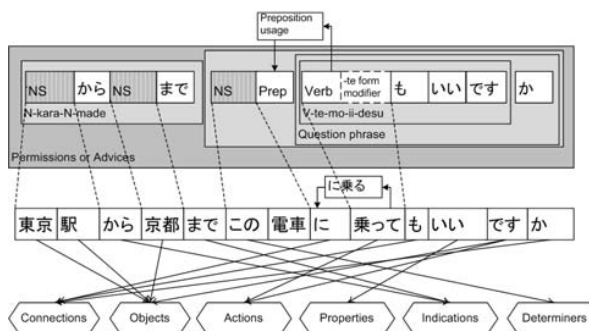 Preposition usage
NS から NS まで NS Prep Verb -te form modifier も いい です か
N-kara-N-made
V-te-mo-ii-desu
Question phrase
Permissions or Advices
に乗る
東京 駅 から 京都 まで この 電車 に 乗って も いい です か
Connections Objects Actions Properties Indications Determiners